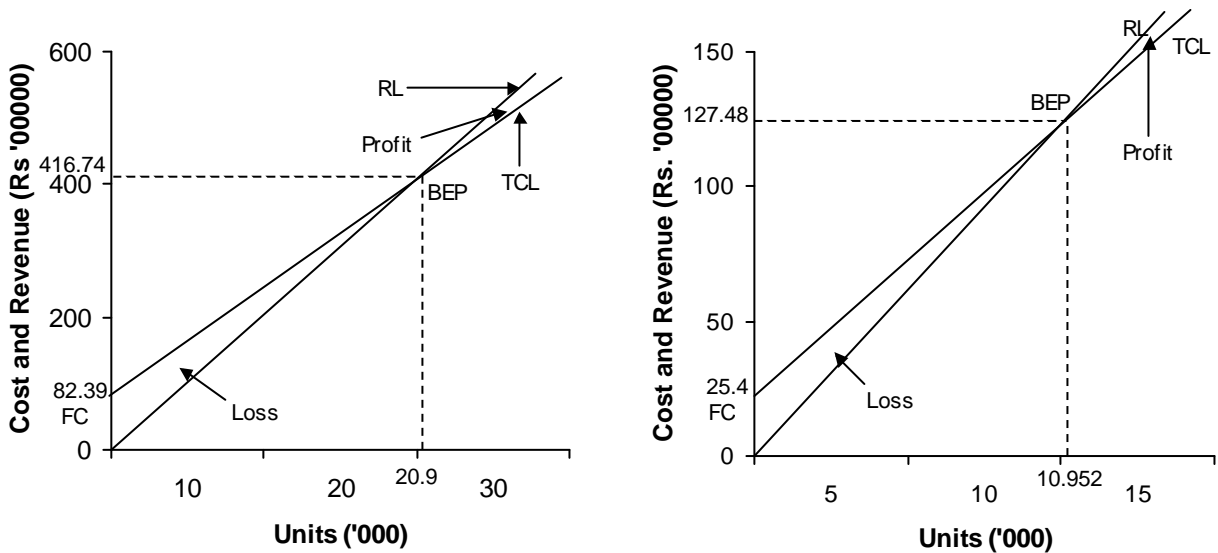 Cost and Revenue (Rs '00000)
600
RL
Profit
TCL
416.74
400
BEP
200
82.39
FC
Loss
0
10
20
20.9
30
Units ('000)
Cost and Revenue (Rs. '00000)
RL
TCL
150
BEP
127.48
Profit
100
50
25.4
FC
Loss
0
5
10
10.952
15
Units ('000)